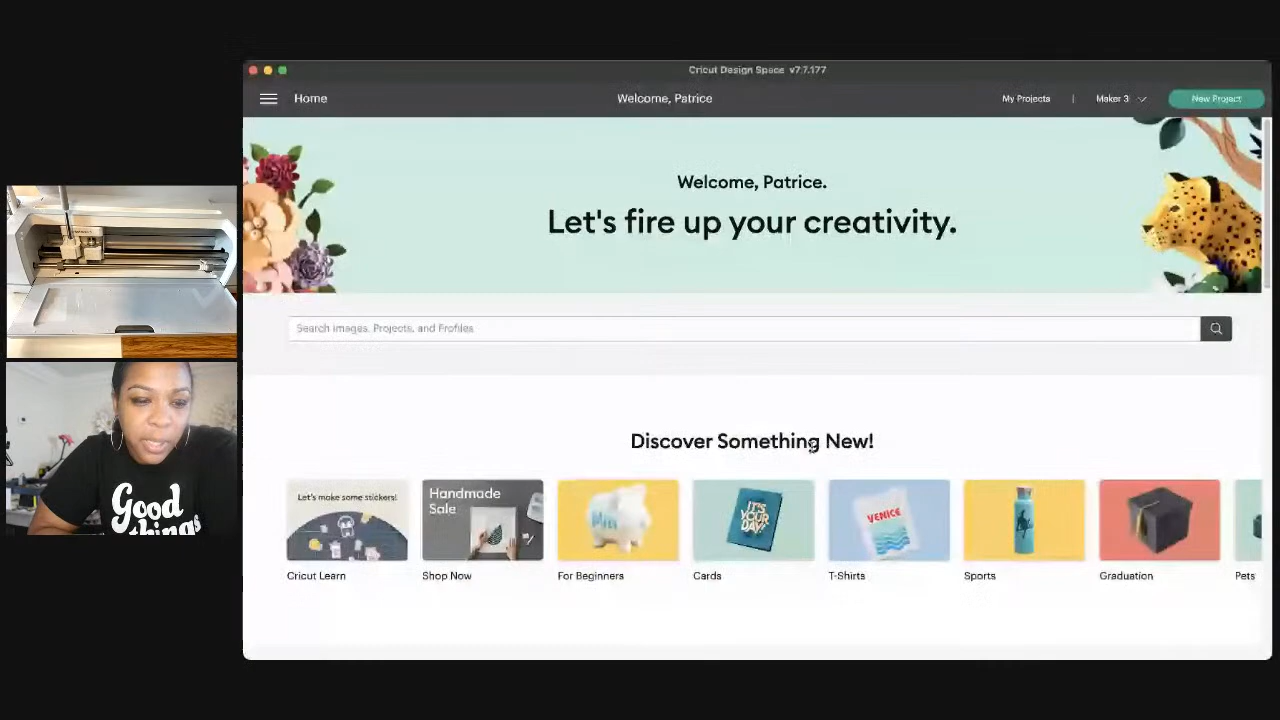 Cricut Design Space v7.7.177
Home
Welcome, Patrice
My Projects
Maker 3
New Project
Welcome, Patrice.
Let's fire up your creativity.
Search images, Projects, and Profiles
Discover Something New!
Let's make some stickers!
Handmade
Sale
IT'S
YOUR
DAY!
VENICE
Cricut Learn
Shop Now
For Beginners
Cards
T-Shirts
Sports
Graduation
Pets
Good
things